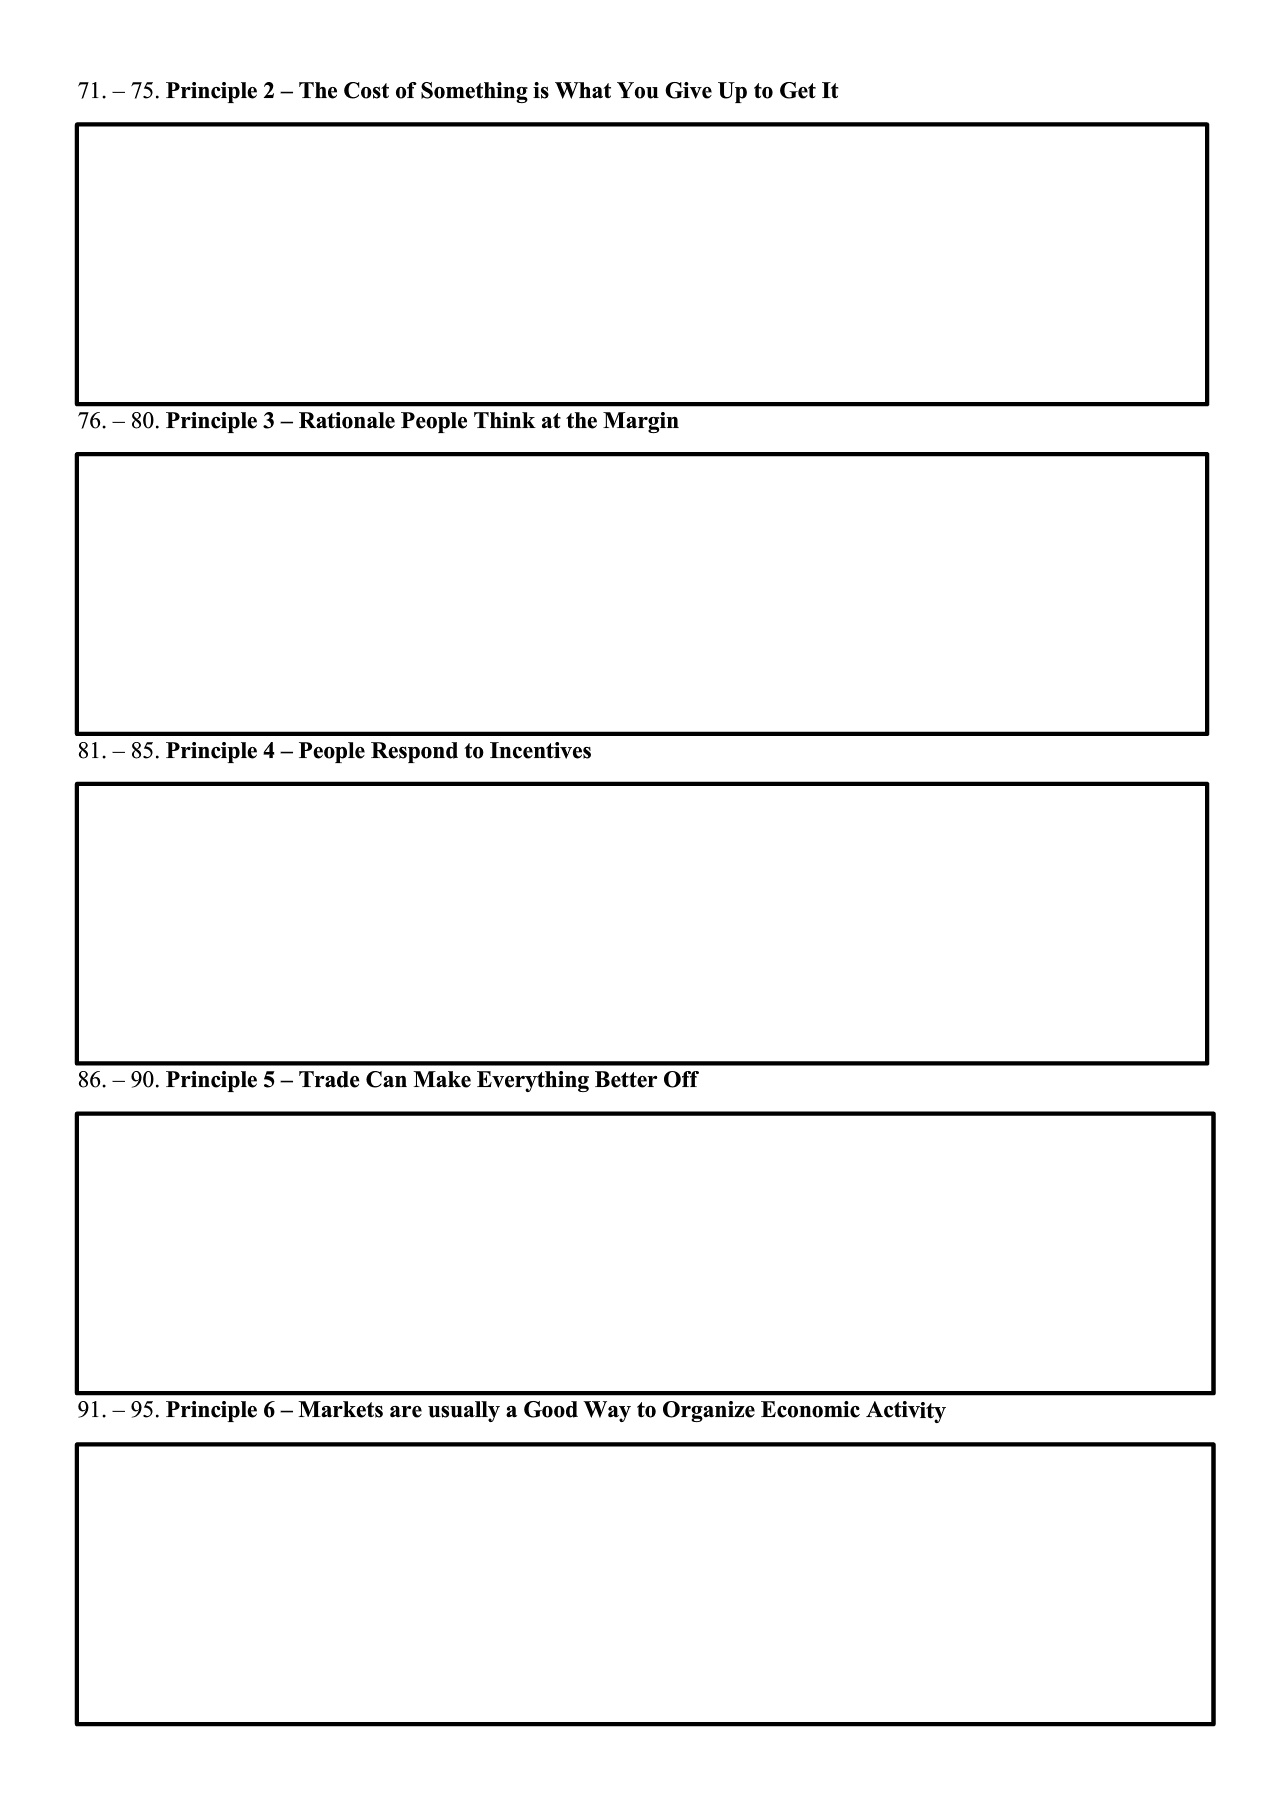 71. – 75. Principle 2 – The Cost of Something is What You Give Up to Get It
76. – 80. Principle 3 – Rationale People Think at the Margin
81. – 85. Principle 4 – People Respond to Incentives
86. – 90. Principle 5 – Trade Can Make Everything Better Off
91. – 95. Principle 6 – Markets are usually a Good Way to Organize Economic Activity